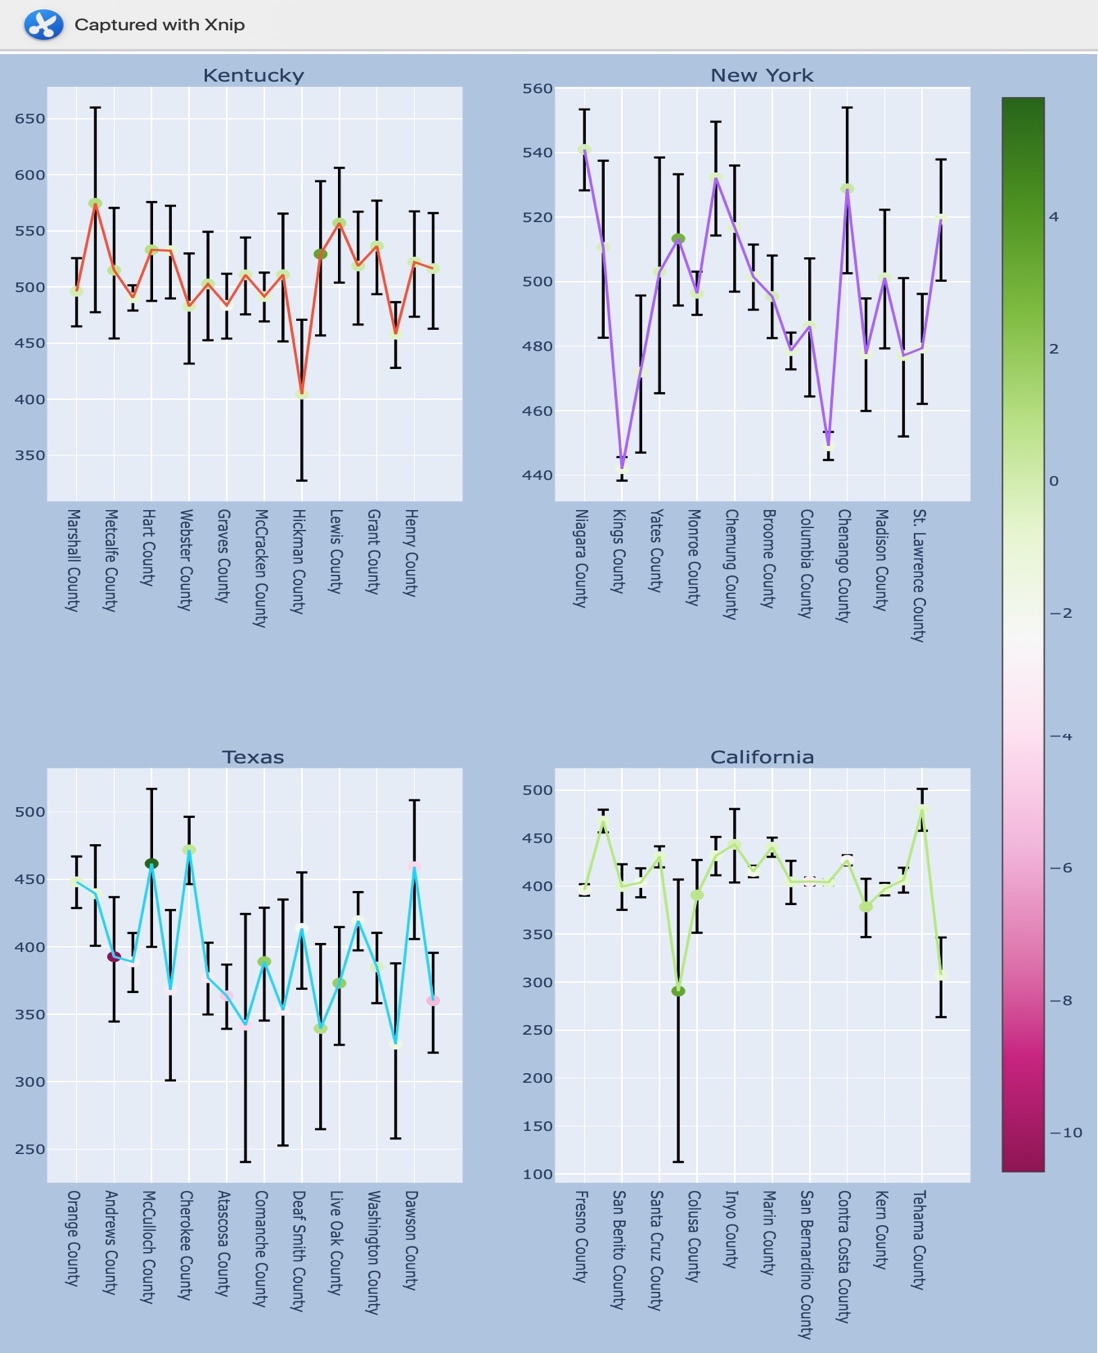 Captured with Xnip
Kentucky
650
600
550
500
450
400
350
Marshall County
Metcalfe County
Hart County
Webster County
Graves County
McCracken County
Hickman County
Lewis County
Grant County
Henry County
New York
560
540
520
500
480
460
440
Niagara County
Kings County
Yates County
Monroe County
Chemung County
Broome County
Columbia County
Chenango County
Madison County
St. Lawrence County
Texas
500
450
400
350
300
250
Orange County
Andrews County
McCulloch County
Cherokee County
Atascosa County
Comanche County
Deaf Smith County
Live Oak County
Washington County
Dawson County
California
500
450
400
350
300
250
200
150
100
Fresno County
San Benito County
Santa Cruz County
Colusa County
Inyo County
Marin County
San Bernardino County
Contra Costa County
Kern County
Tehama County
4
2
0
−2
−4
−6
−8
−10